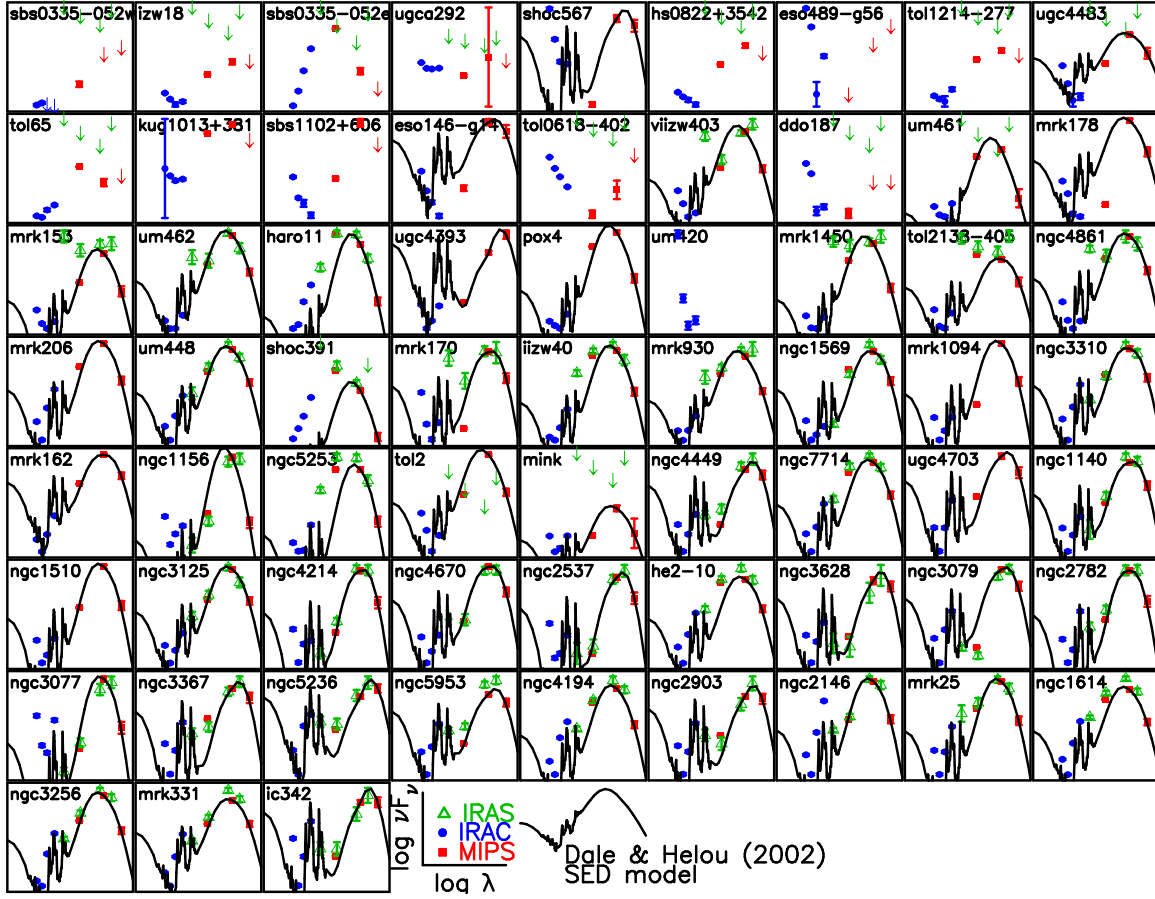 sbs0335-052w izw18 sbs0335-052e ugca292 shoc567 hs0822+3542 eso489-g56 tol1214-277 ugc4483
tol65 kug1013+381 sbs1102+606 eso146-g14 tol0618-402 viizw403 ddo187 um461 mrk178
mrk153 um462 haro11 ugc4393 pox4 um420 mrk1450 tol2138-405 ngc4861
mrk206 um448 shoc391 mrk170 iizw40 mrk930 ngc1569 mrk1094 ngc3310
mrk162 ngc1156 ngc5253 tol2 mink ngc4449 ngc7714 ugc4703 ngc1140
ngc1510 ngc3125 ngc4214 ngc4670 ngc2537 he2-10 ngc3628 ngc3079 ngc2782
ngc3077 ngc3367 ngc5236 ngc5953 ngc4194 ngc2903 ngc2146 mrk25 ngc1614
ngc3256 mrk331 ic342
log νFν
IRAS
IRAC
MIPS
log λ
Dale & Helou (2002)
SED model